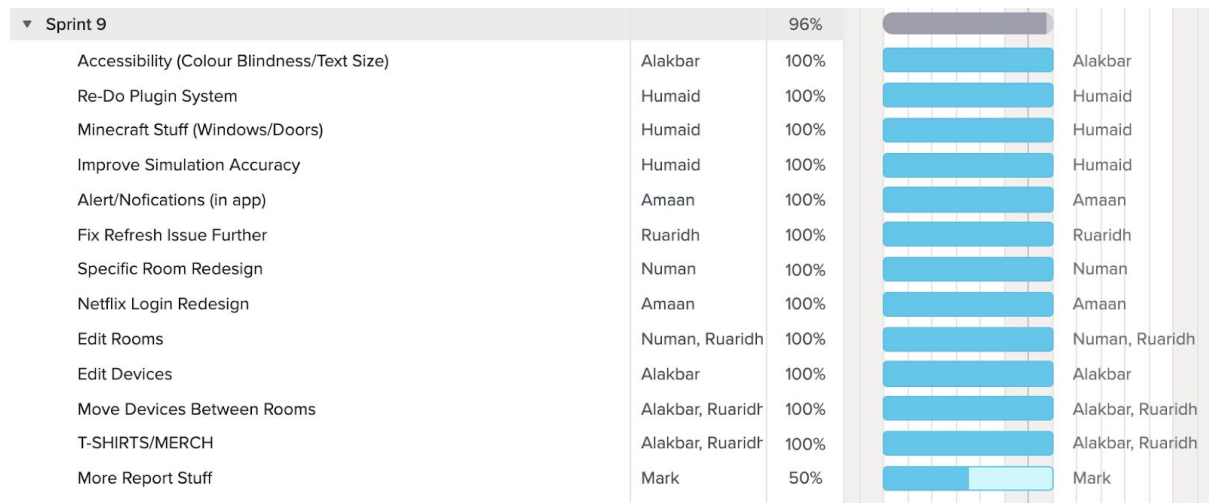 Sprint 9 96%
Accessibility (Colour Blindness/Text Size) Alakbar 100% Alakbar
Re-Do Plugin System Humaid 100% Humaid
Minecraft Stuff (Windows/Doors) Humaid 100% Humaid
Improve Simulation Accuracy Humaid 100% Humaid
Alert/Nofications (in app) Amaan 100% Amaan
Fix Refresh Issue Further Ruaridh 100% Ruaridh
Specific Room Redesign Numan 100% Numan
Netflix Login Redesign Amaan 100% Amaan
Edit Rooms Numan, Ruaridh 100% Numan, Ruaridh
Edit Devices Alakbar 100% Alakbar
Move Devices Between Rooms Alakbar, Ruaridh 100% Alakbar, Ruaridh
T-SHIRTS/MERCH Alakbar, Ruaridh 100% Alakbar, Ruaridh
More Report Stuff Mark 50% Mark